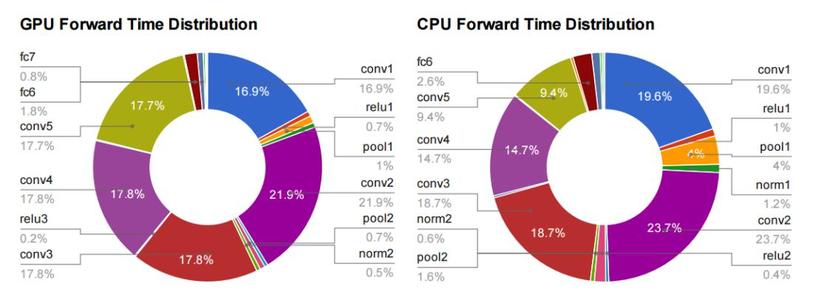 GPU Forward Time Distribution
fc7
0.8%
fc6
1.8%
conv5
17.7%
conv4
17.8%
relu3
0.2%
conv3
17.8%
17.7%
16.9%
17.8%
21.9%
17.8%
conv1
16.9%
relu1
0.7%
pool1
1%
conv2
21.9%
pool2
0.7%
norm2
0.5%
CPU Forward Time Distribution
fc6
2.6%
conv5
9.4%
conv4
14.7%
conv3
18.7%
norm2
0.6%
pool2
1.6%
9.4%
19.6%
14.7%
4%
18.7%
23.7%
conv1
19.6%
relu1
1%
pool1
4%
norm1
1.2%
conv2
23.7%
relu2
0.4%